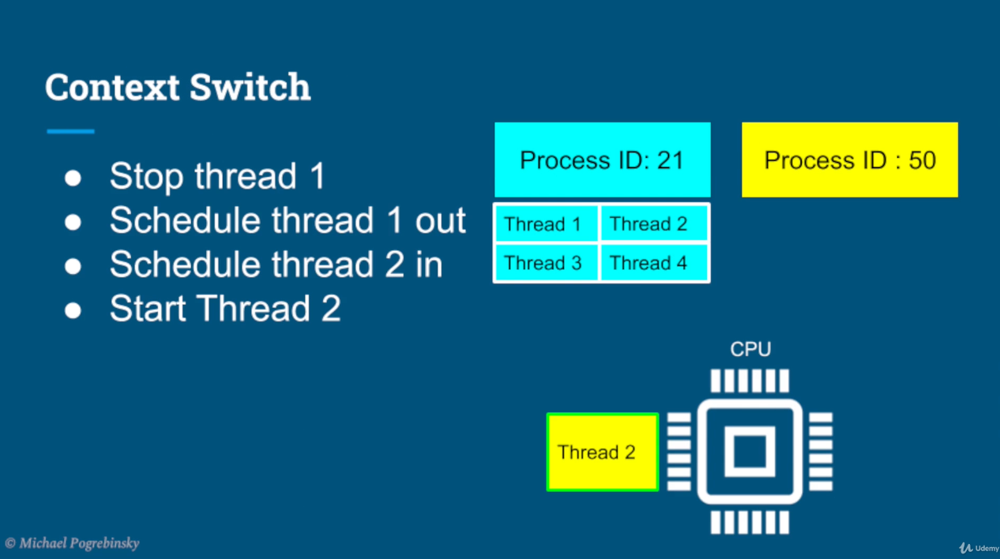 Context Switch
● Stop thread 1
● Schedule thread 1 out
● Schedule thread 2 in
● Start Thread 2
Process ID: 21
Process ID : 50
Thread 1
Thread 2
Thread 3
Thread 4
CPU
Thread 2
© Michael Pogrebinsky
Udemy